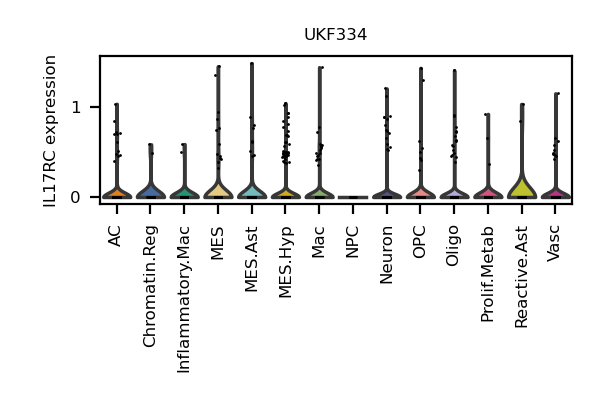 UKF334
IL17RC expression
1
0
AC
Chromatin.Reg
Inflammatory.Mac
MES
MES.Ast
MES.Hyp
Mac
NPC
Neuron
OPC
Oligo
Prolif.Metab
Reactive.Ast
Vasc